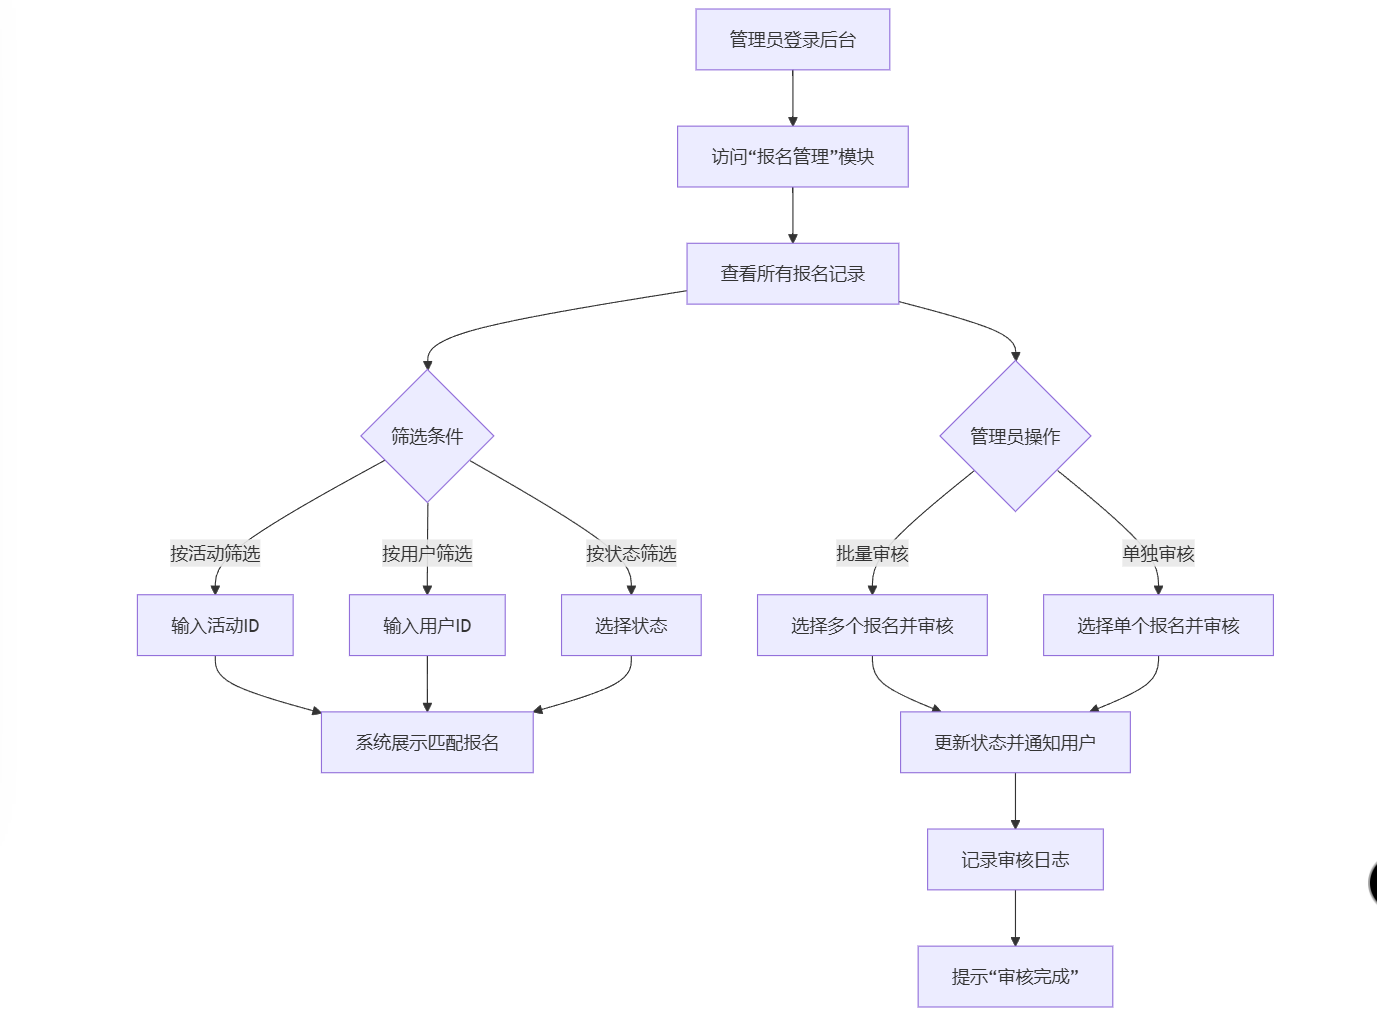 管理员登录后台
访问“报名管理”模块
查看所有报名记录
筛选条件
管理员操作
按活动筛选
按用户筛选
按状态筛选
批量审核
单独审核
输入活动ID
输入用户ID
选择状态
选择多个报名并审核
选择单个报名并审核
系统展示匹配报名
更新状态并通知用户
记录审核日志
提示“审核完成”